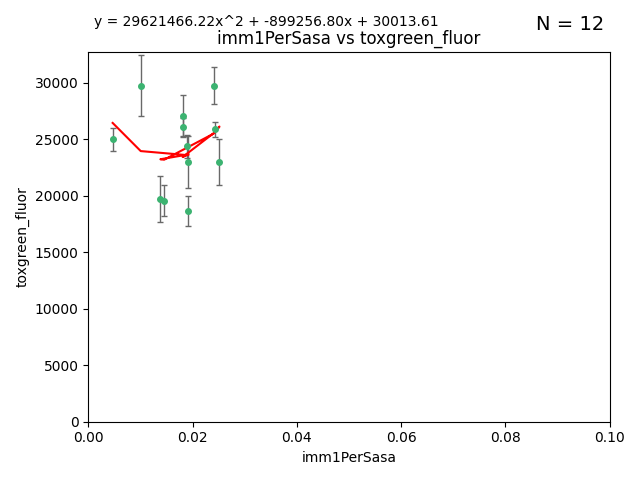 y = 29621466.22x^2 + -899256.80x + 30013.61
N = 12
imm1PerSasa vs toxgreen_fluor
30000
25000
20000
15000
10000
5000
0
toxgreen_fluor
0.00 0.02 0.04 0.06 0.08 0.10
imm1PerSasa